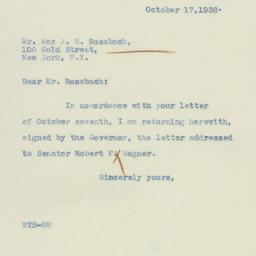 October 17,1938.
Mr. Max J. H. Rossbach,
100 Gold Street,
New York, N.Y.
Dear Mr. Rossbach:
In accordance with your letter
of October seventh, I am returning herewith,
signed by the Governor, the letter addressed
to Senator Robert F. Wagner.
Sincerely yours,
WTS-RH